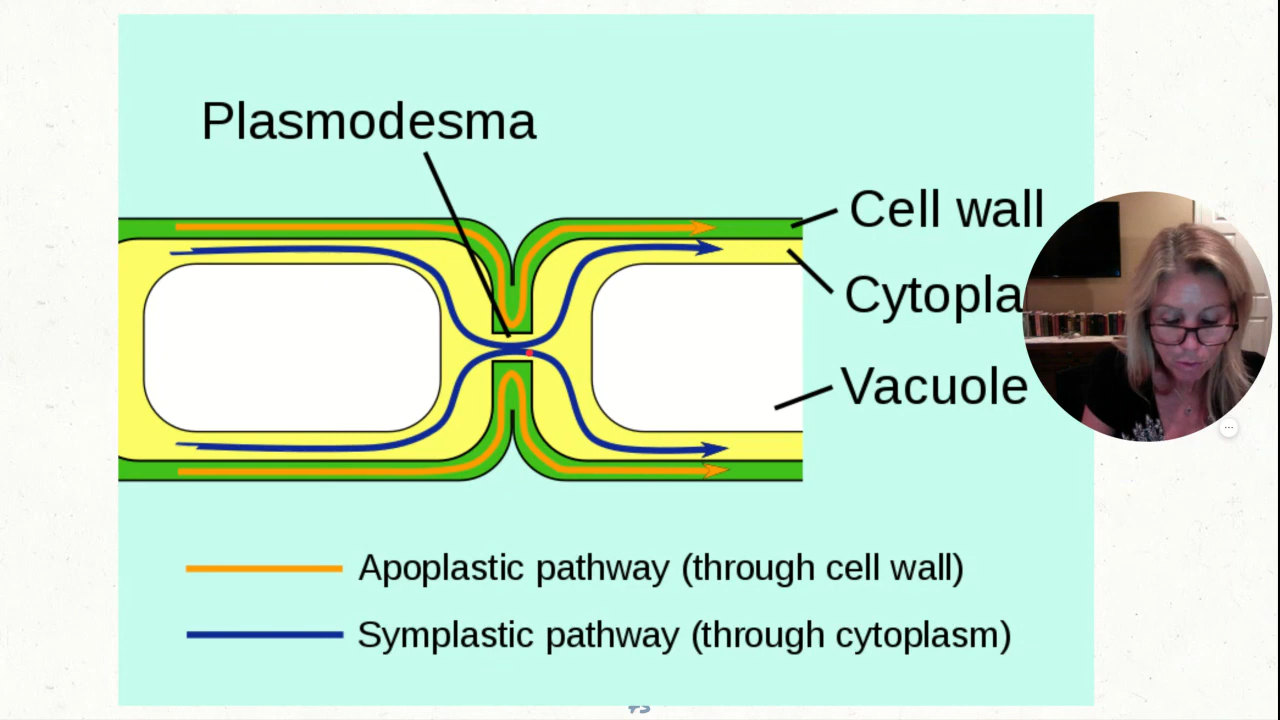 Plasmodesma
Cell wall
Cytopla
Vacuole
Apoplastic pathway (through cell wall)
Symplastic pathway (through cytoplasm)